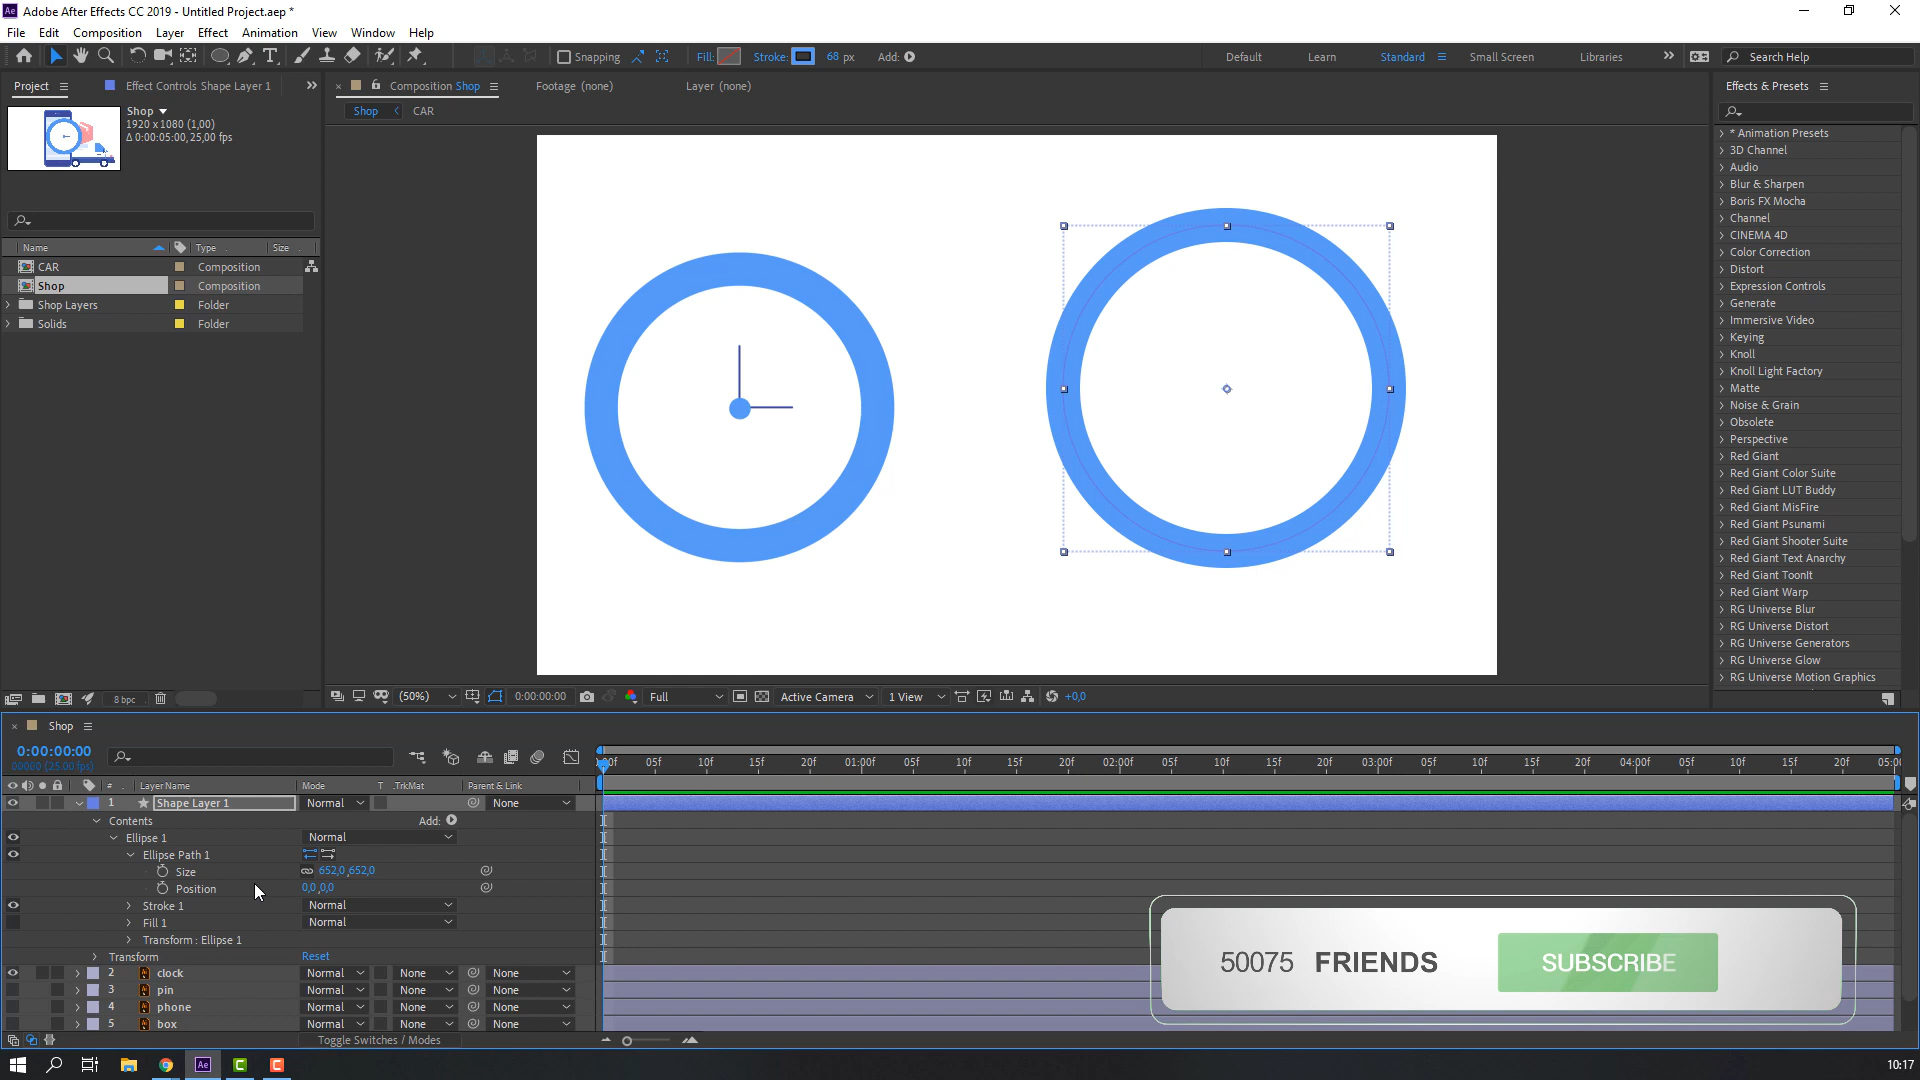 Adobe After Effects CC 2019 - Untitled Project.aep *
File Edit Composition Layer Effect Animation View Window Help
Snapping Fill: Stroke: 68 px Add: Default Learn Standard Small Screen Libraries Search Help
Project Effect Controls Shape Layer 1 Composition Shop Footage (none) Layer (none) Effects & Presets
Shop
1920 x 1080 (1,00)
Δ 0:00:05:00, 25,00 fps
Shop CAR
Name Type Size
CAR Composition
Shop Composition
Shop Layers Folder
Solids Folder
* Animation Presets
3D Channel
Audio
Blur & Sharpen
Boris FX Mocha
Channel
CINEMA 4D
Color Correction
Distort
Expression Controls
Generate
Immersive Video
Keying
Knoll
Knoll Light Factory
Matte
Noise & Grain
Obsolete
Perspective
Red Giant
Red Giant Color Suite
Red Giant LUT Buddy
Red Giant MisFire
Red Giant Psunami
Red Giant Shooter Suite
Red Giant Text Anarchy
Red Giant ToonIt
Red Giant Warp
RG Universe Blur
RG Universe Distort
RG Universe Generators
RG Universe Glow
RG Universe Motion Graphics
8 bpc (50%) 0:00:00:00 Full Active Camera 1 View +0,0
Shop
0:00:00:00
00000 (25.00 fps)
05f 10f 15f 20f 01:00f 05f 10f 15f 20f 02:00f 05f 10f 15f 20f 03:00f 05f 10f 15f 20f 04:00f 05f 10f 15f 20f
# Layer Name Mode T .TrkMat Parent & Link
1 Shape Layer 1 Normal None
Contents Add:
Ellipse 1 Normal
Ellipse Path 1
Size 652,0 ,652,0
Position 0,0 ,0,0
Stroke 1 Normal
Fill 1 Normal
Transform : Ellipse 1
Transform Reset
2 clock Normal None None
3 pin Normal None None
4 phone Normal None None
5 box Normal None None
Toggle Switches / Modes
50075 FRIENDS SUBSCRIBE
10:17